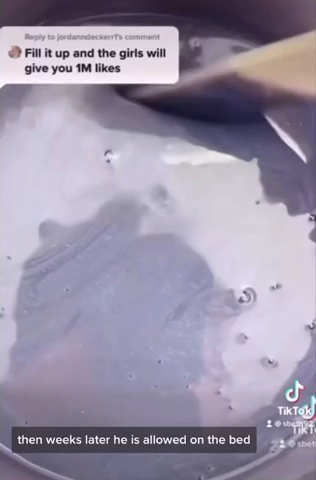 Reply to jordanndeckerrf's comment
Fill it up and the girls will
give you 1M likes
TikTok
then weeks later he is allowed on the bed